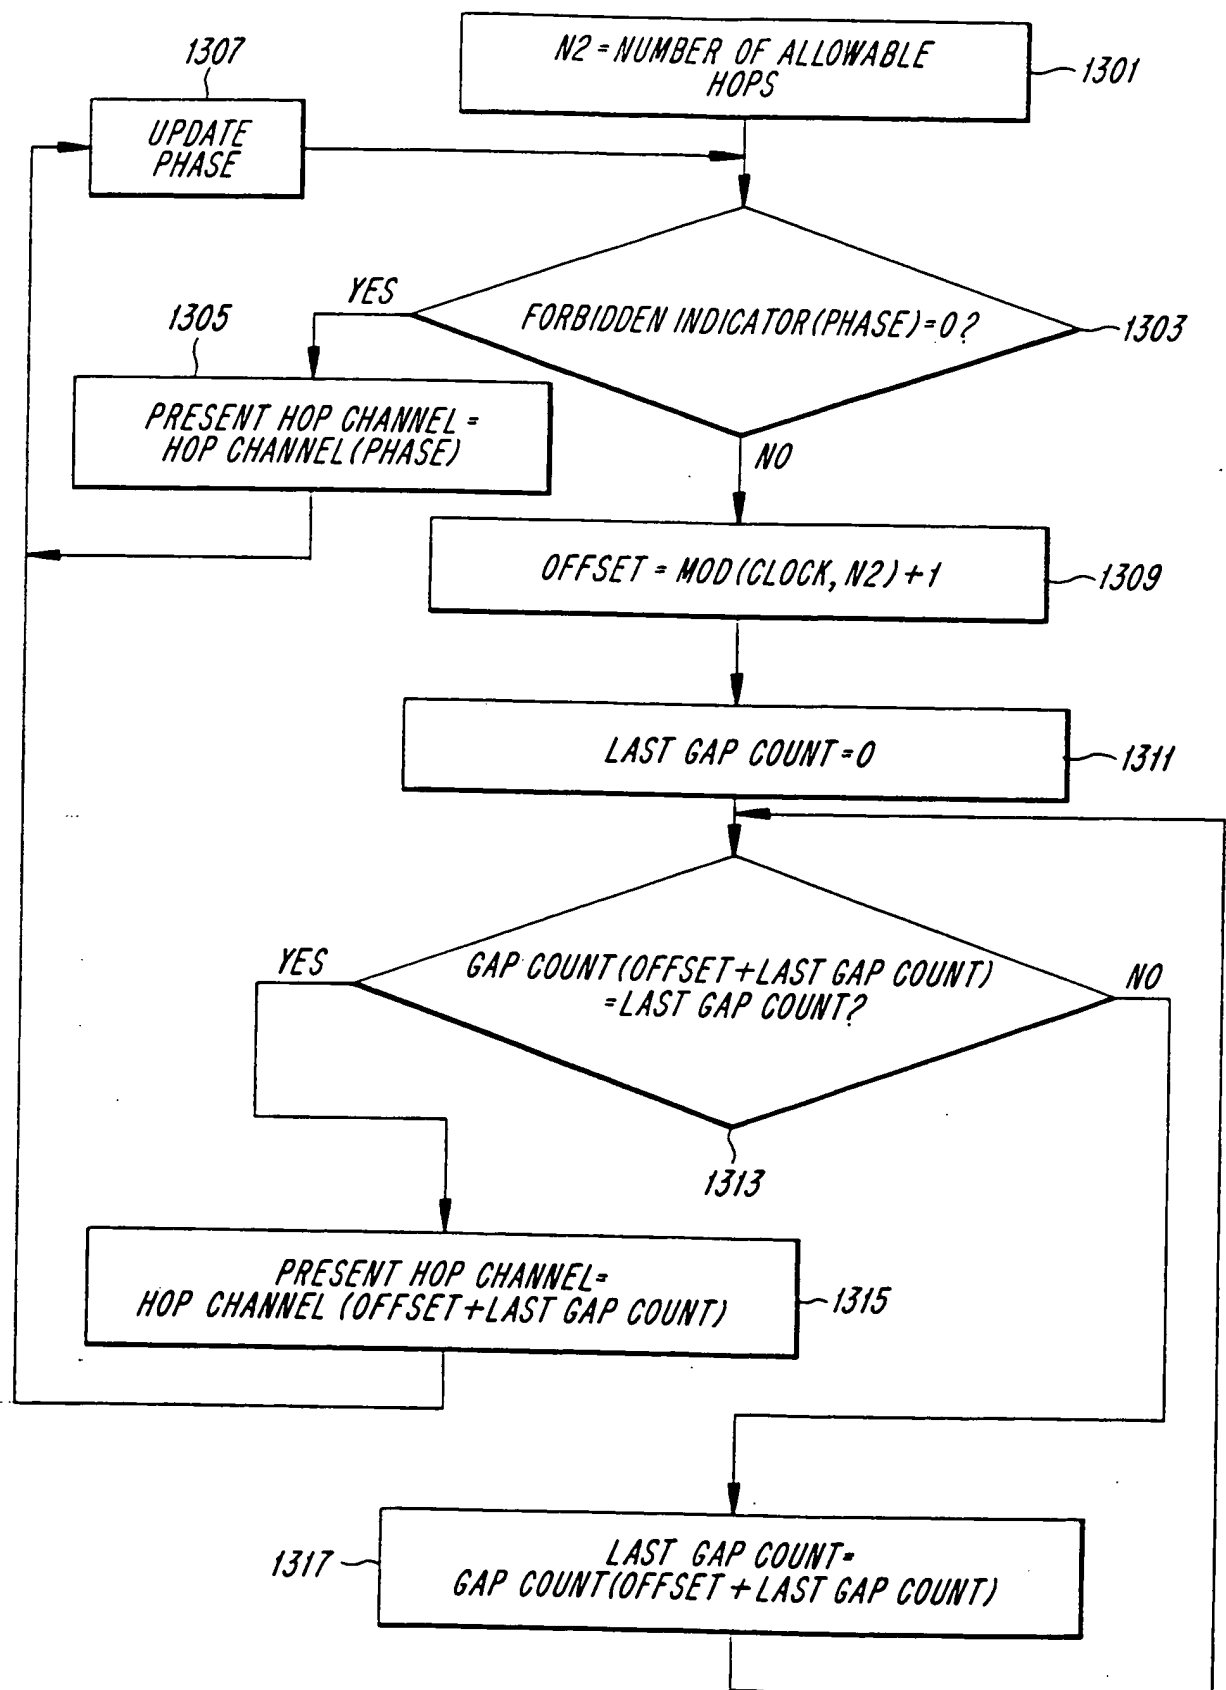 N2=NUMBER OF ALLOWABLE
HOPS
1301
1307
UPDATE
PHASE
FORBIDDEN INDICATOR(PHASE)=0?
1303
YES
1305
PRESENT HOP CHANNEL=
HOP CHANNEL(PHASE)
NO
OFFSET=MOD(CLOCK,N2)+1
1309
LAST GAP COUNT=0
1311
YES
GAP COUNT(OFFSET+LAST GAP COUNT)
=LAST GAP COUNT?
NO
1313
PRESENT HOP CHANNEL=
HOP CHANNEL (OFFSET+LAST GAP COUNT)
1315
1317
LAST GAP COUNT=
GAP COUNT(OFFSET+LAST GAP COUNT)